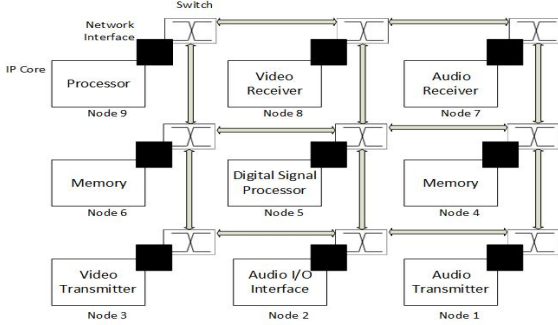 Switch
Network
Interface
IP Core
Processor
Video
Receiver
Audio
Receiver
Node 9
Node 8
Node 7
Memory
Digital Signal
Processor
Memory
Node 6
Node 5
Node 4
Video
Transmitter
Audio I/O
Interface
Audio
Transmitter
Node 3
Node 2
Node 1